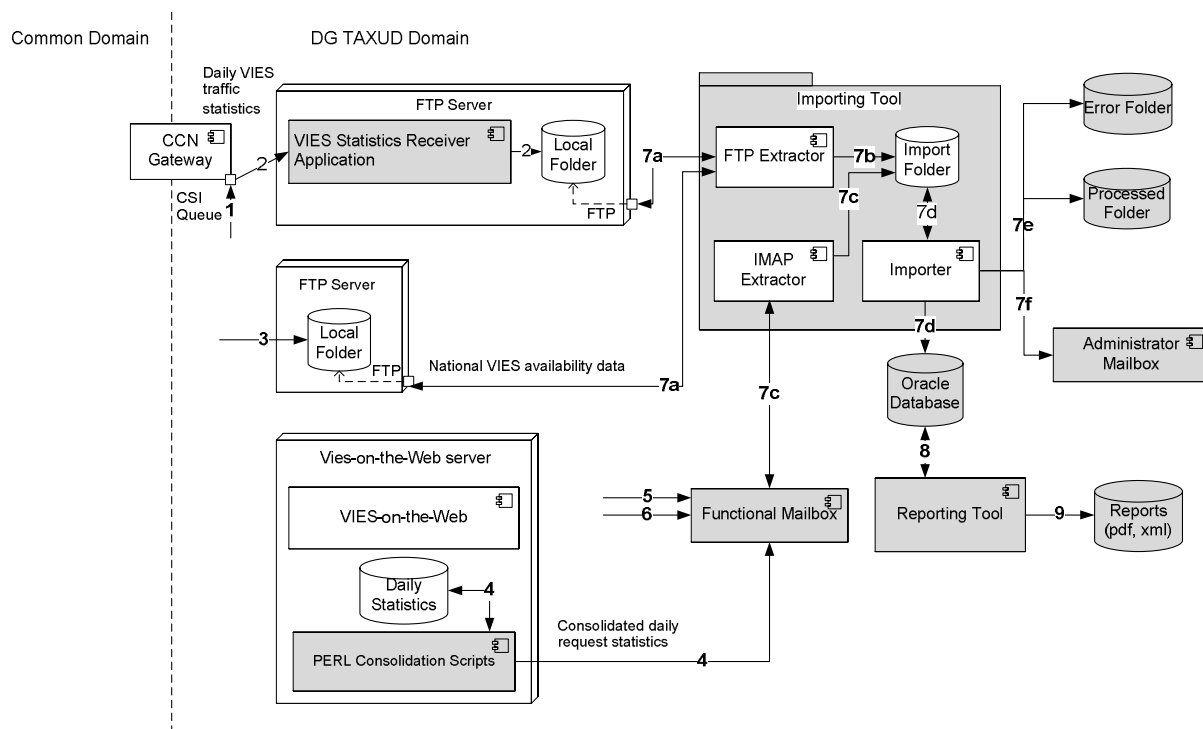 Common Domain
DG TAXUD Domain
Daily VIES
traffic
statistics
FTP Server
CCN
Gateway
2
VIES Statistics Receiver
Application
2
Local
Folder
FTP
CSI
Queue
1
7a
Importing Tool
FTP Extractor
7b
Import
Folder
7c
7d
IMAP
Extractor
Importer
7e
7f
7d
Error Folder
Processed
Folder
Administrator
Mailbox
FTP Server
3
Local
Folder
FTP
National VIES availability data
7a
7c
Oracle
Database
8
Vies-on-the-Web server
VIES-on-the-Web
Daily
Statistics
4
PERL Consolidation Scripts
Consolidated daily
request statistics
4
5
6
Functional Mailbox
Reporting Tool
9
Reports
(pdf, xml)